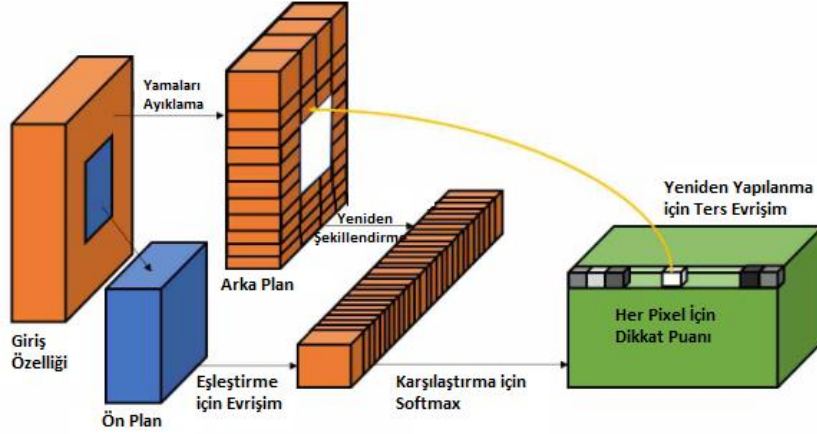 Yamaları
Ayıklama
Yeniden
Şekillendirme
Arka Plan
Giriş
Özelliği
Ön Plan
Eşleştirme
için Evrişim
Karşılaştırma için
Softmax
Yeniden Yapılanma
için Ters Evrişim
Her Pixel İçin
Dikkat Puanı